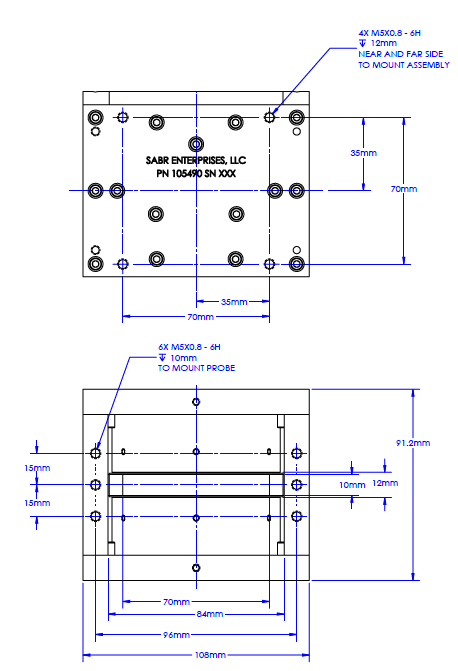 4X M5X0.8 - 6H
↧ 12mm
NEAR AND FAR SIDE
TO MOUNT ASSEMBLY
35mm
SABR ENTERPRISES, LLC
PN 105490 SN XXX
70mm
35mm
70mm
6X M5X0.8 - 6H
↧ 10mm
TO MOUNT PROBE
91.2mm
15mm
10mm
12mm
15mm
70mm
84mm
96mm
108mm